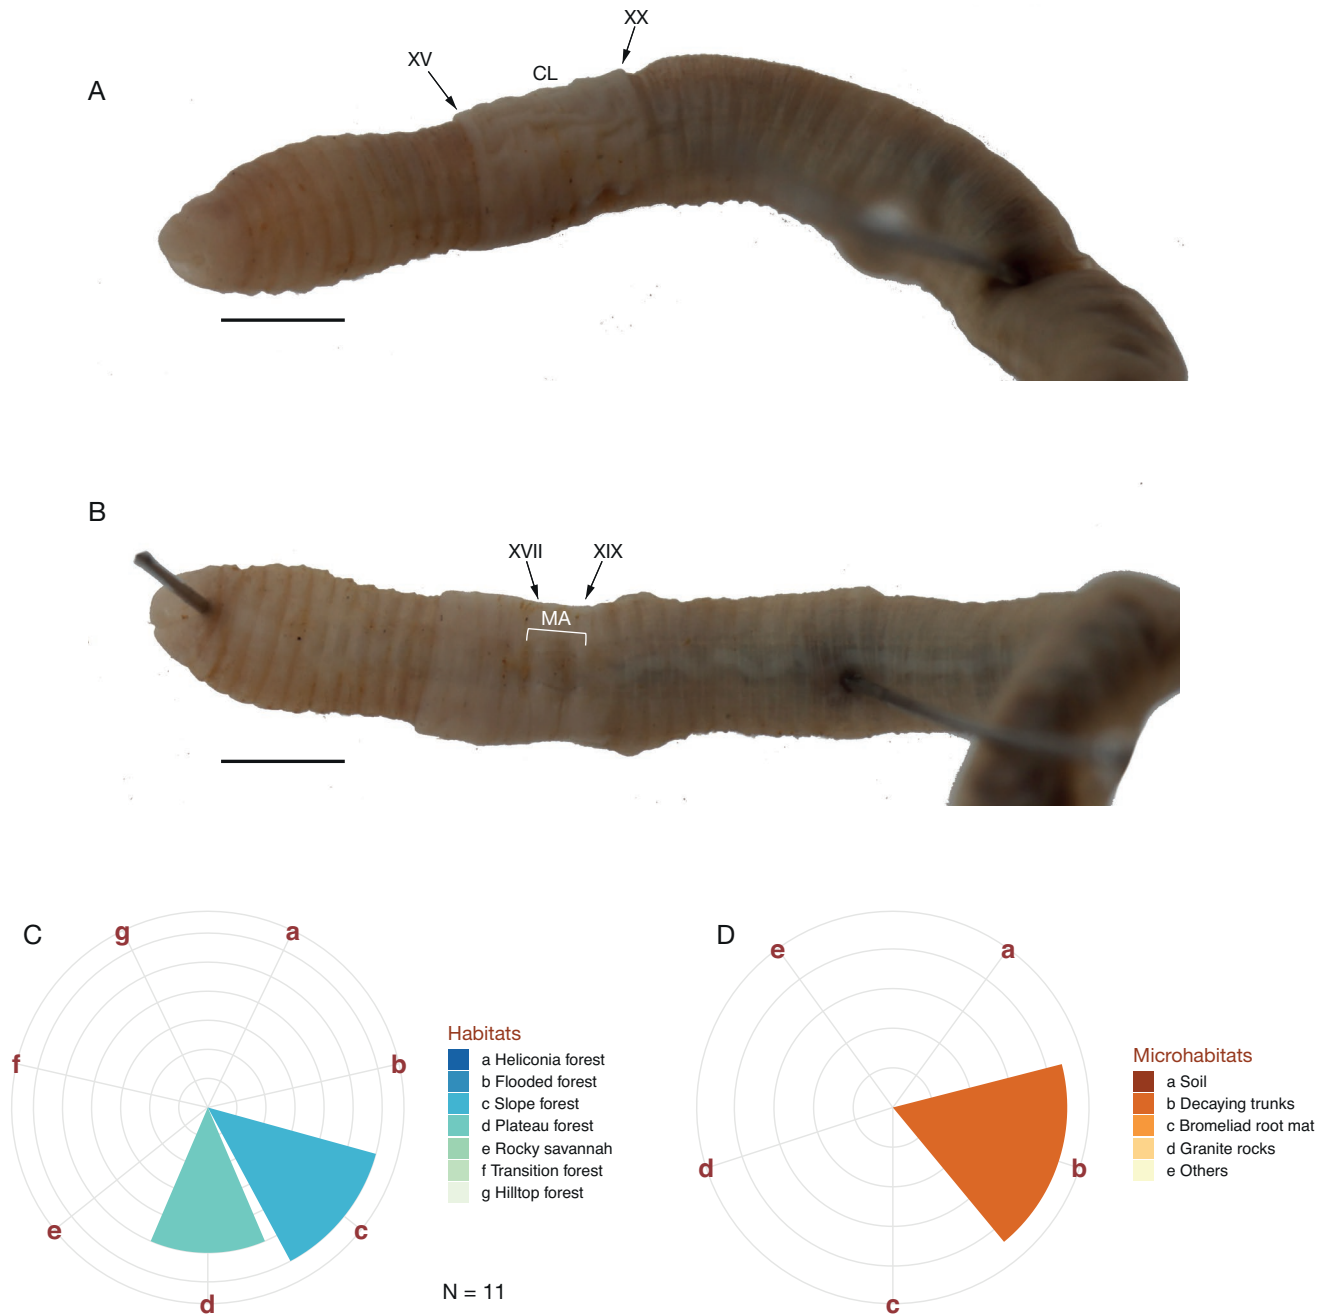 A
XV
CL
XX
B
XVII
XIX
MA
C
g
a
f
b
e
c
d
Habitats
a Heliconia forest
b Flooded forest
c Slope forest
d Plateau forest
e Rocky savannah
f Transition forest
g Hilltop forest
N = 11
D
e
a
d
b
c
Microhabitats
a Soil
b Decaying trunks
c Bromeliad root mat
d Granite rocks
e Others